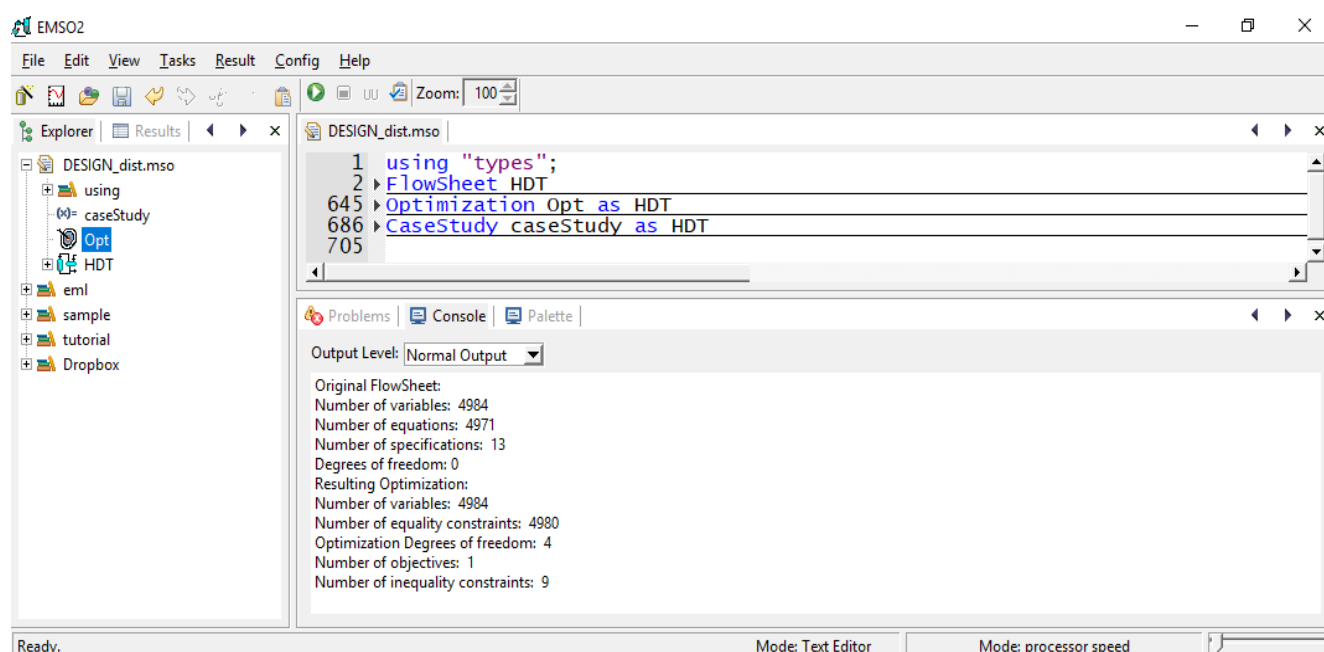 EMSO2
File Edit View Tasks Result Config Help
Zoom: 100
Explorer Results
DESIGN_dist.mso
using
(x)= caseStudy
Opt
HDT
eml
sample
tutorial
Dropbox
DESIGN_dist.mso
1 using "types";
2 FlowSheet HDT
645 Optimization Opt as HDT
686 CaseStudy caseStudy as HDT
705
Problems Console Palette
Output Level: Normal Output
Original FlowSheet:
Number of variables: 4984
Number of equations: 4971
Number of specifications: 13
Degrees of freedom: 0
Resulting Optimization:
Number of variables: 4984
Number of equality constraints: 4980
Optimization Degrees of freedom: 4
Number of objectives: 1
Number of inequality constraints: 9
Ready. Mode: Text Editor Mode: processor speed